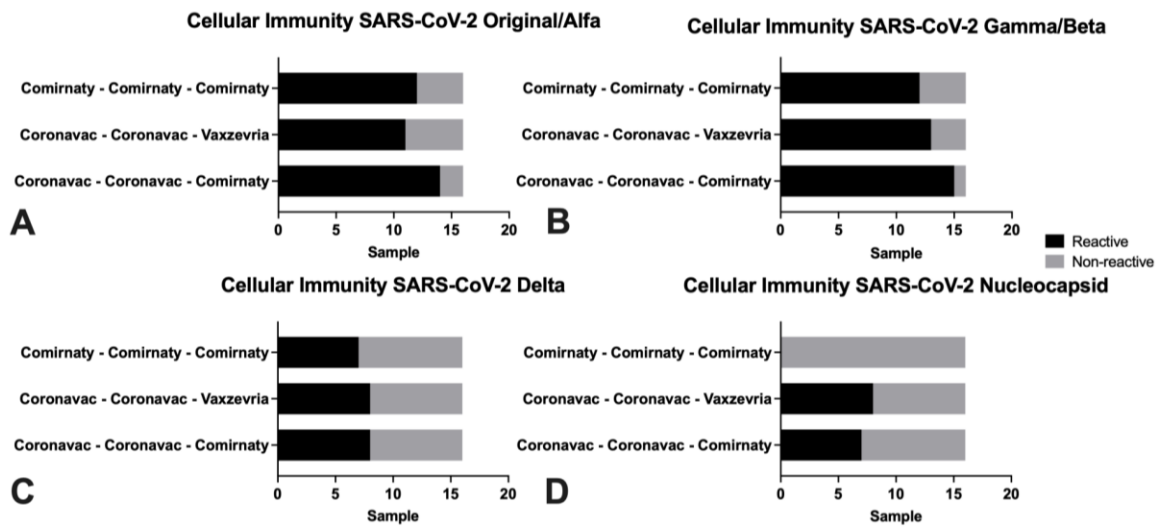 Cellular Immunity SARS-CoV-2 Original/Alfa
Comirnaty - Comirnaty - Comirnaty
Coronavac - Coronavac - Vaxzevria
Coronavac - Coronavac - Comirnaty
0 5 10 15 20
Sample
A
Cellular Immunity SARS-CoV-2 Gamma/Beta
Comirnaty - Comirnaty - Comirnaty
Coronavac - Coronavac - Vaxzevria
Coronavac - Coronavac - Comirnaty
0 5 10 15 20
Sample
B
Reactive
Non-reactive
Cellular Immunity SARS-CoV-2 Delta
Comirnaty - Comirnaty - Comirnaty
Coronavac - Coronavac - Vaxzevria
Coronavac - Coronavac - Comirnaty
0 5 10 15 20
Sample
C
Cellular Immunity SARS-CoV-2 Nucleocapsid
Comirnaty - Comirnaty - Comirnaty
Coronavac - Coronavac - Vaxzevria
Coronavac - Coronavac - Comirnaty
0 5 10 15 20
Sample
D